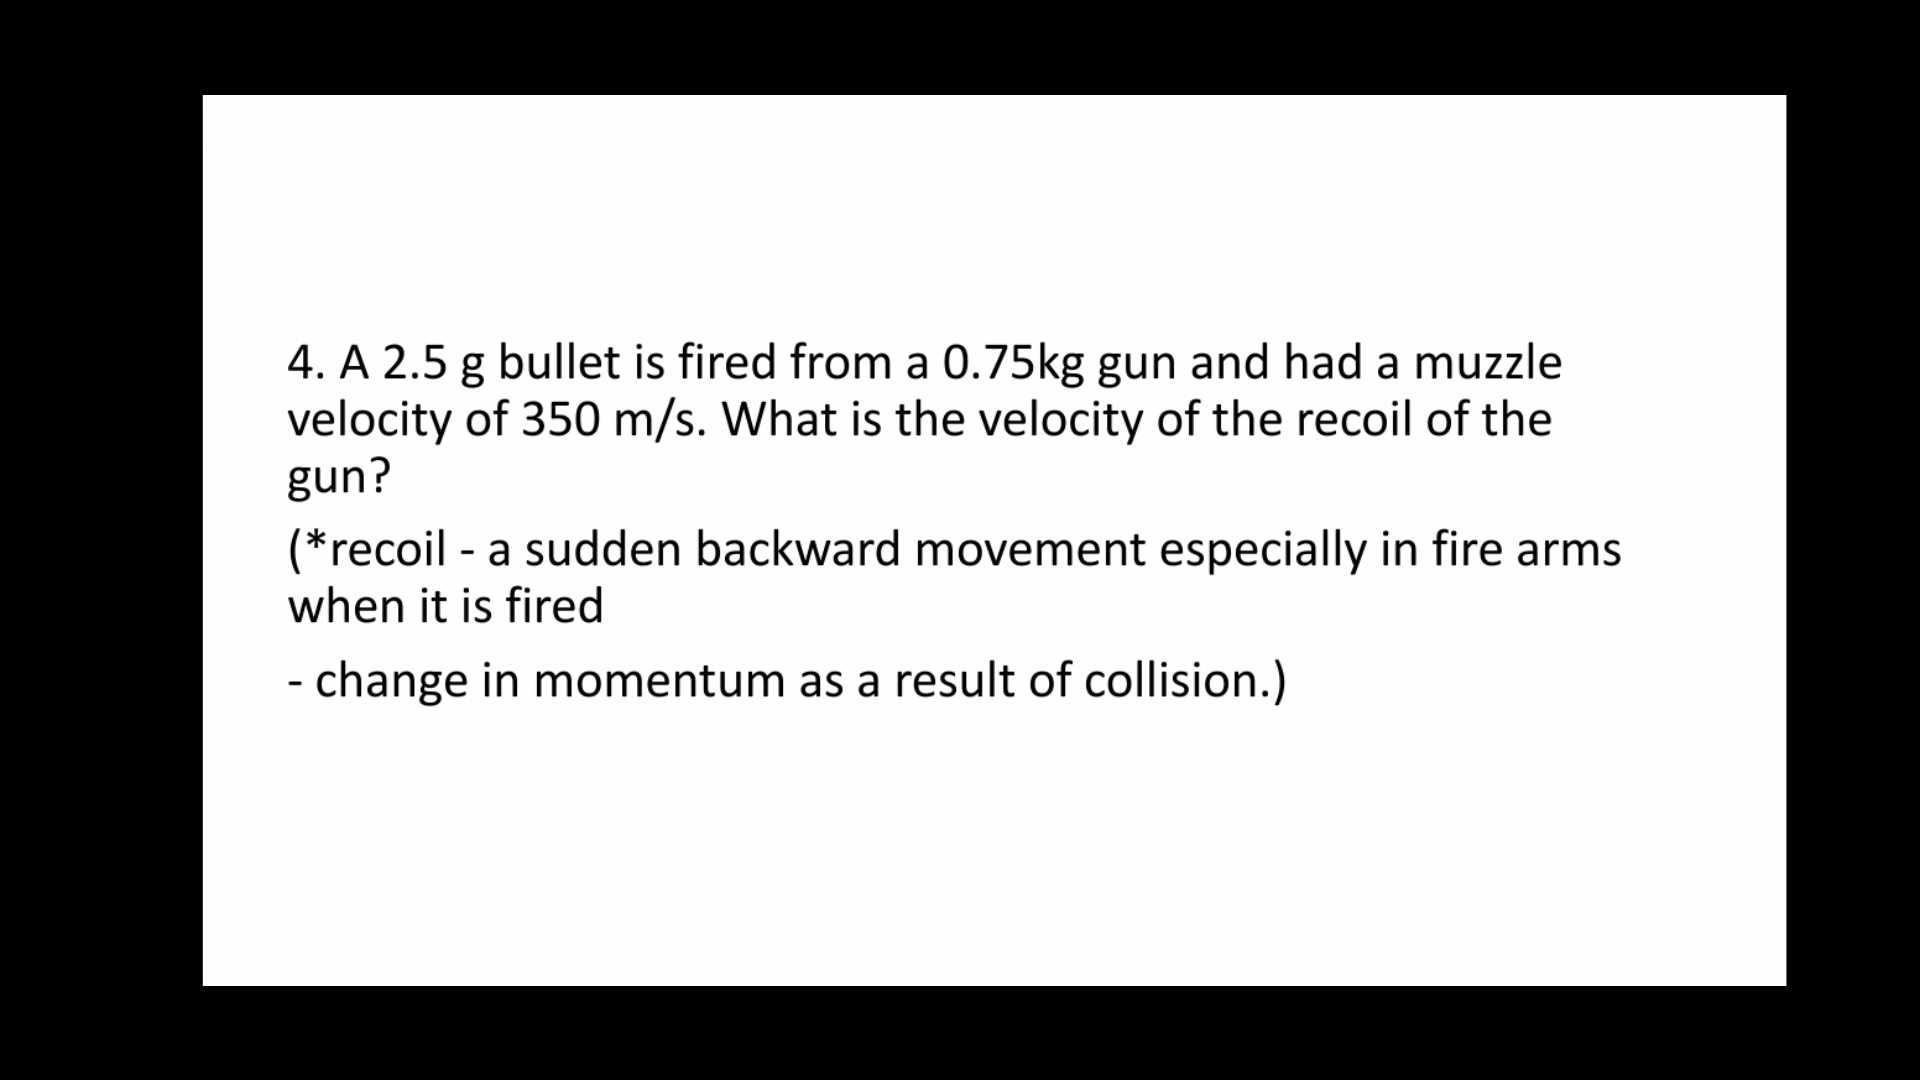 4. A 2.5 g bullet is fired from a 0.75kg gun and had a muzzle
velocity of 350 m/s. What is the velocity of the recoil of the
gun?
(*recoil - a sudden backward movement especially in fire arms
when it is fired
- change in momentum as a result of collision.)